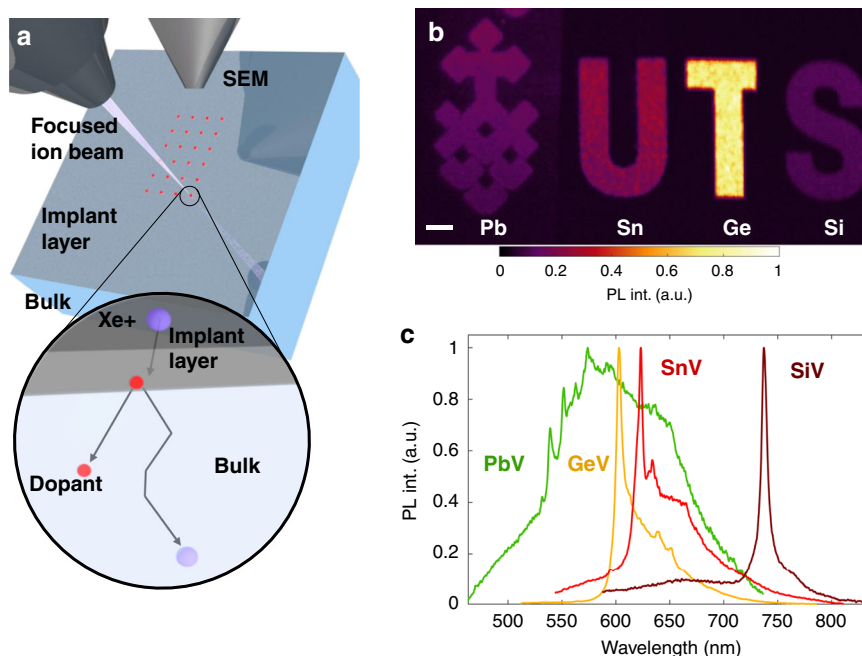 a
SEM
Focused
ion beam
Implant
layer
Bulk
Xe+
Implant
layer
Bulk
Dopant
b
U T S
Pb Sn Ge Si
0 0.2 0.4 0.6 0.8 1
PL int. (a.u.)
c
1
0.8
0.6
0.4
0.2
0
PL int. (a.u.)
PbV
GeV
SnV
SiV
500 550 600 650 700 750 800
Wavelength (nm)